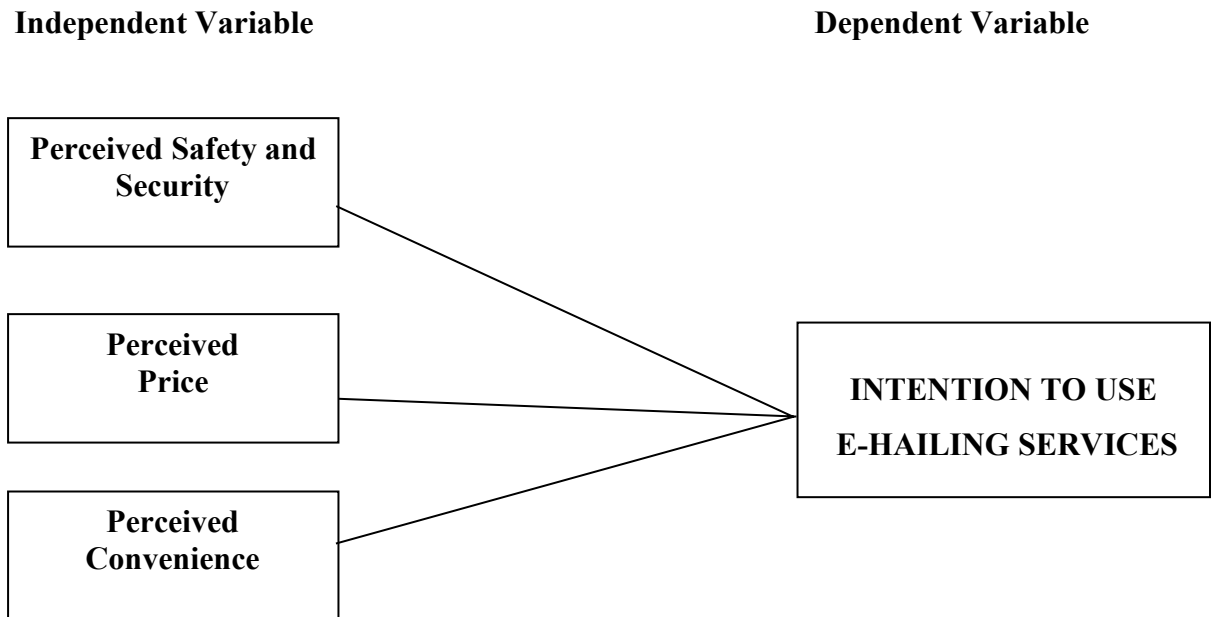 Independent Variable
Dependent Variable
Perceived Safety and
Security
Perceived
Price
Perceived
Convenience
INTENTION TO USE
E-HAILING SERVICES